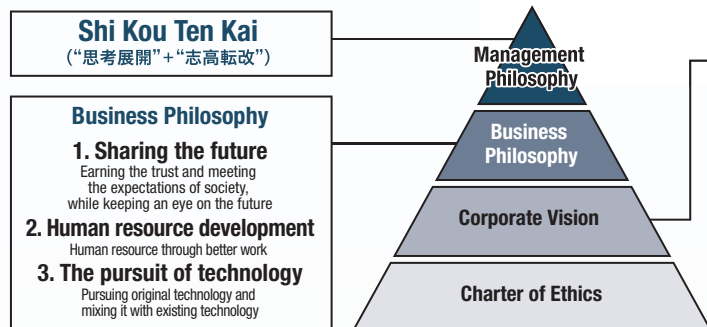 Shi Kou Ten Kai
(“思考展開”+“志高転改”)
Business Philosophy
1. Sharing the future
Earning the trust and meeting
the expectations of society,
while keeping an eye on the future
2. Human resource development
Human resource through better work
3. The pursuit of technology
Pursuing original technology and
mixing it with existing technology
Management
Philosophy
Business
Philosophy
Corporate Vision
Charter of Ethics